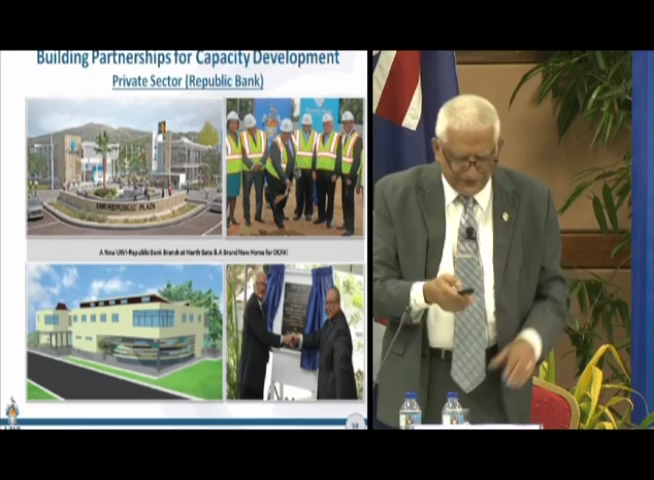 Building Partnerships for Capacity Development
Private Sector (Republic Bank)
UWI REPUBLIC PLAZA
A New UWI-Republic Bank Branch at North Gate & A Brand New Home for DCFA!